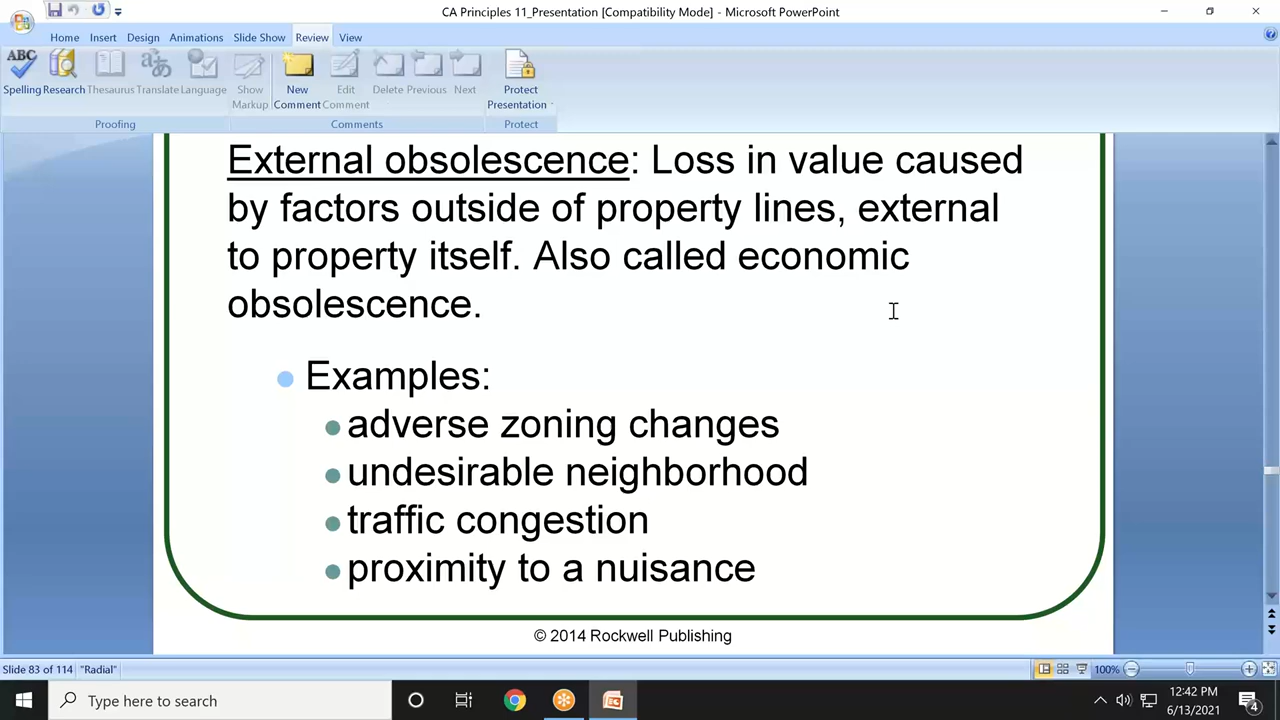 CA Principles 11_Presentation [Compatibility Mode] - Microsoft PowerPoint
Home Insert Design Animations Slide Show Review View
ABC
Spelling Research Thesaurus Translate Language Show Markup New Comment Edit Comment Delete Previous Next Protect Presentation
Proofing Comments Protect
External obsolescence: Loss in value caused
by factors outside of property lines, external
to property itself. Also called economic
obsolescence.
Examples:
adverse zoning changes
undesirable neighborhood
traffic congestion
proximity to a nuisance
© 2014 Rockwell Publishing
Slide 83 of 114 "Radial" 100%
Type here to search
12:42 PM
6/13/2021
4